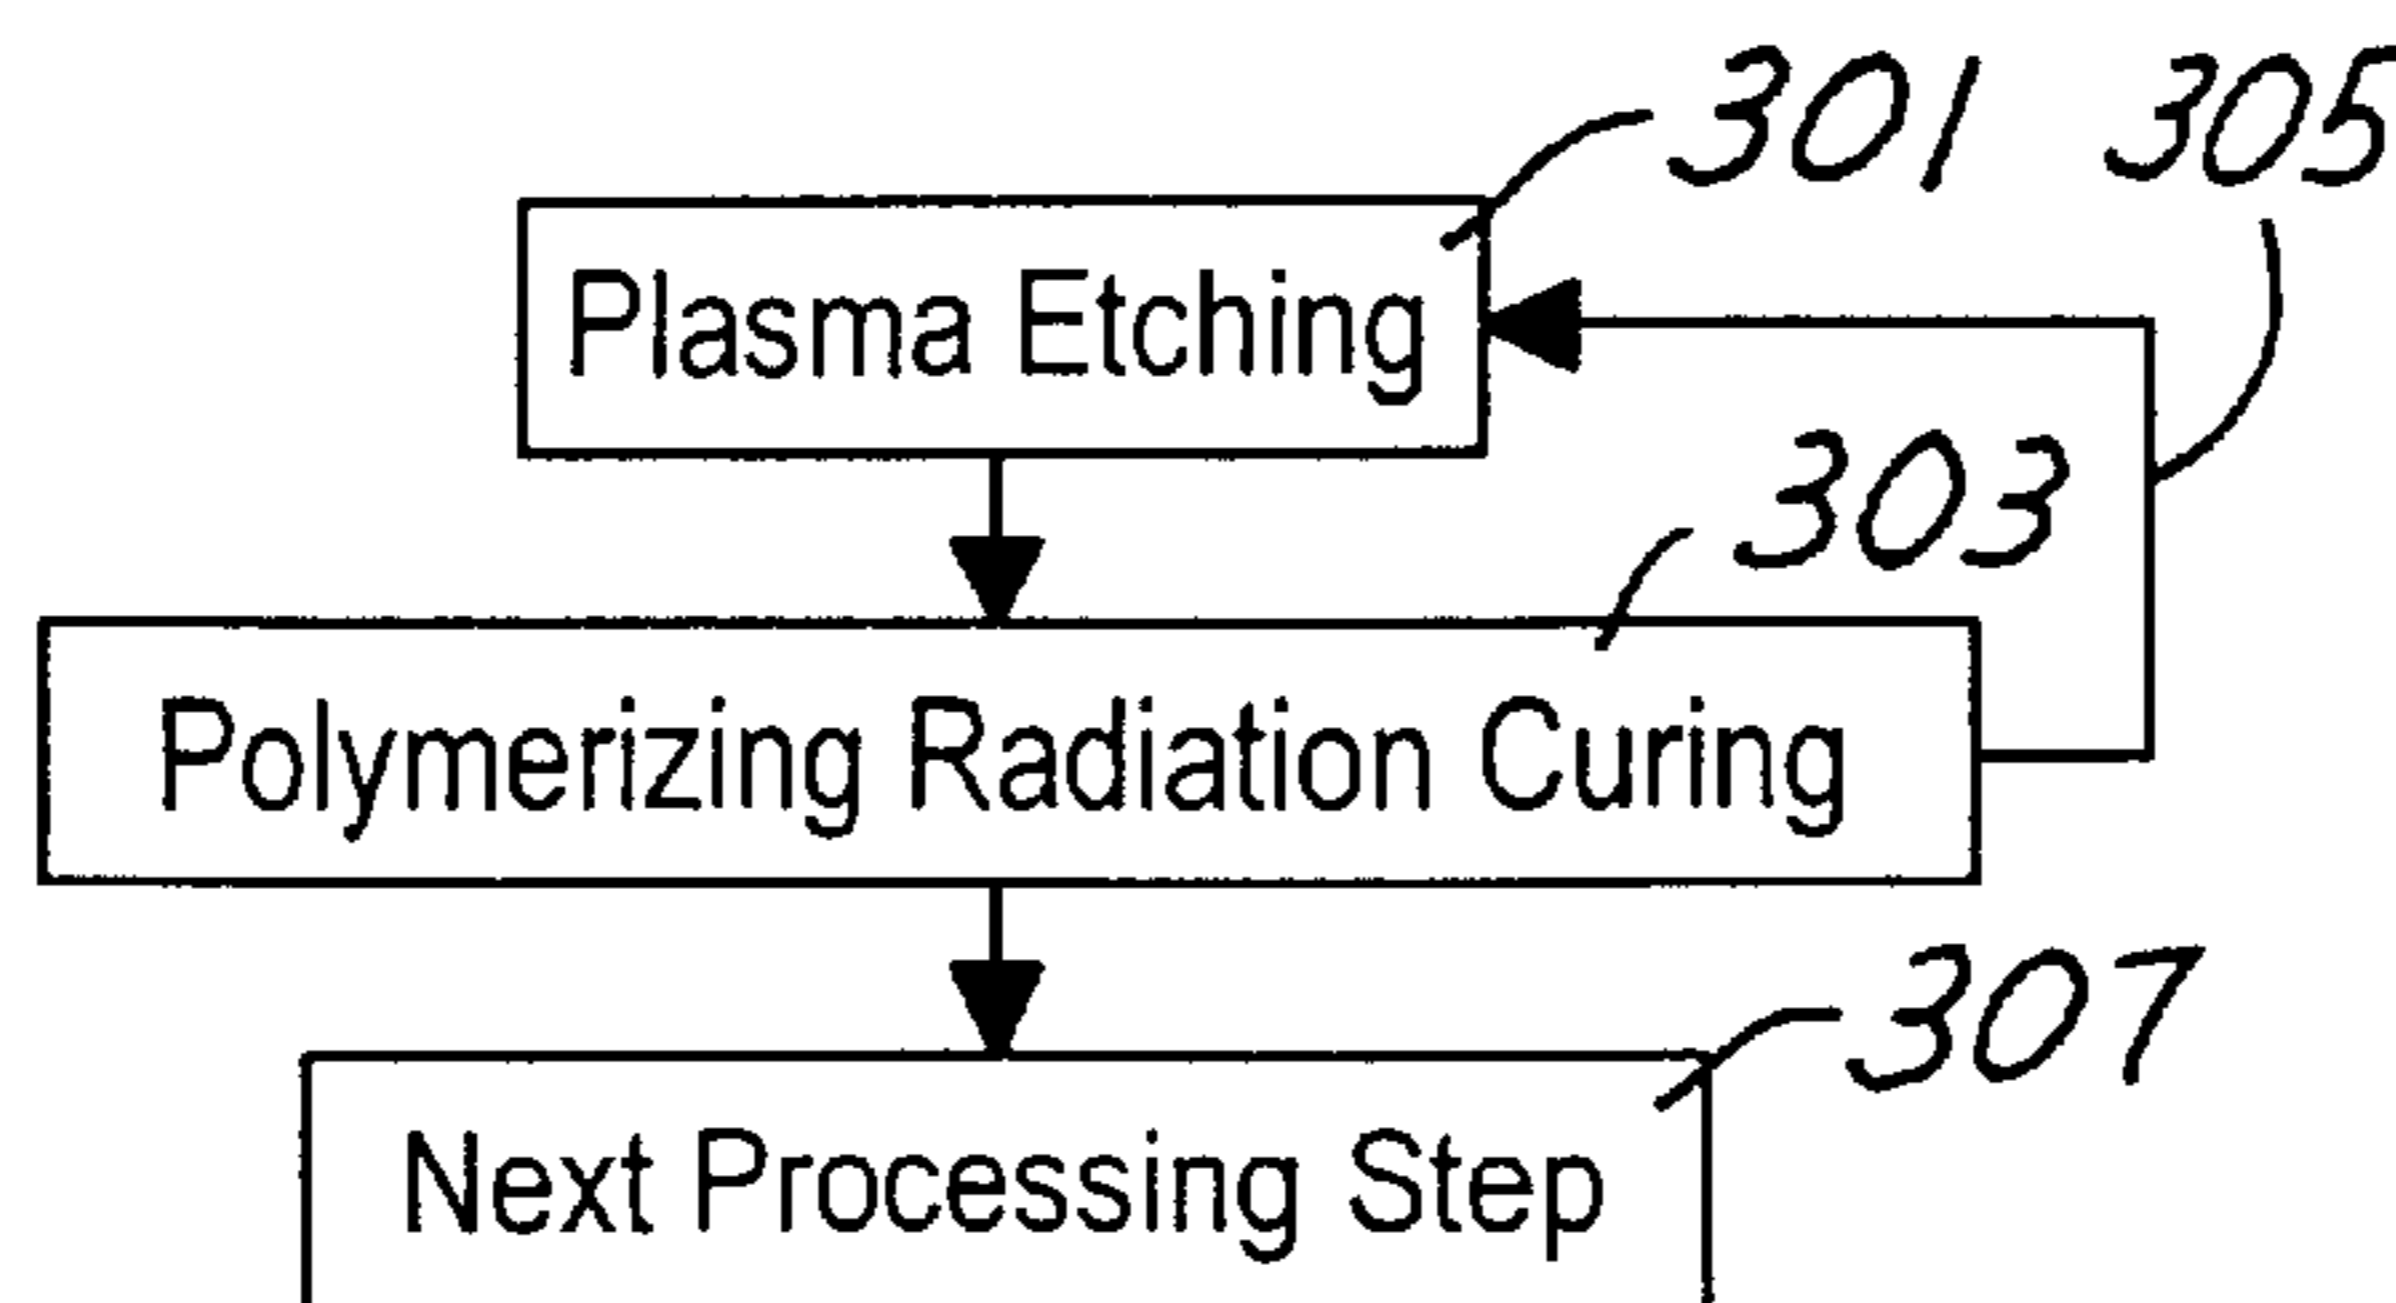 301 305
Plasma Etching
303
Polymerizing Radiation Curing
307
Next Processing Step